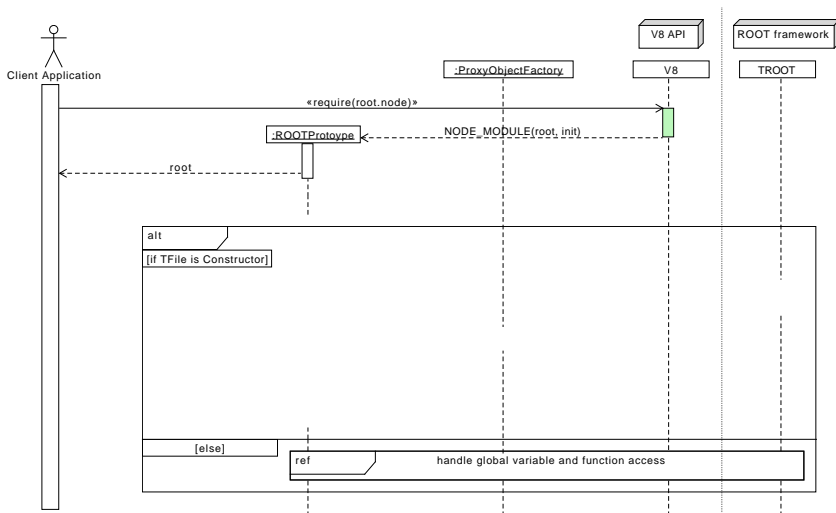 V8 API
ROOT framework
Client Application
:ProxyObjectFactory
V8
TROOT
«require(root.node)»
:ROOTProtoype
NODE_MODULE(root, init)
root
alt
[if TFile is Constructor]
[else]
ref
handle global variable and function access